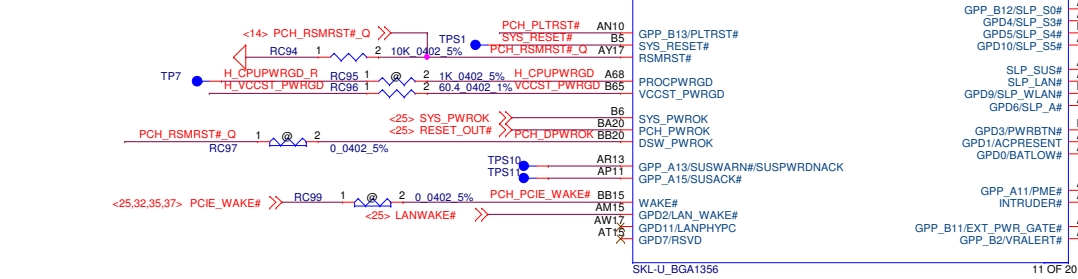 GPP_B12/SLP_S0#
PCH_PLTRST# AN10 GPD4/SLP_S3#
<14> PCH_RSMRST#_Q TPS1 SYS_RESET# B5 GPP_B13/PLTRST# GPD5/SLP_S4#
PCH_RSMRST#_Q AY17 SYS_RESET# GPD10/SLP_S5#
RC94 1 2 10K_0402_5% RSMRST#
TP7 H_CPUPWRGD_R RC95 1 @ 2 1K_0402_5% H_CPUPWRGD A68 PROCPWRGD SLP_SUS#
H_VCCST_PWRGD RC96 1 2 60.4_0402_1% VCCST_PWRGD B65 VCCST_PWRGD SLP_LAN#
GPD9/SLP_WLAN#
GPD6/SLP_A#
<25> SYS_PWROK B6 SYS_PWROK
<25> RESET_OUT# BA20 PCH_PWROK GPD3/PWRBTN#
PCH_RSMRST#_Q 1 @ 2 PCH_DPWROK BB20 DSW_PWROK GPD1/ACPRESENT
RC97 0_0402_5% GPD0/BATLOW#
TPS10 AR13 GPP_A13/SUSWARN#/SUSPWRDNACK
TPS11 AP11 GPP_A15/SUSACK#
GPP_A11/PME#
<25,32,35,37> PCIE_WAKE# RC99 1 @ 2 0_0402_5% PCH_PCIE_WAKE# BB15 WAKE# INTRUDER#
<25> LANWAKE# AM15 GPD2/LAN_WAKE#
AW17 GPD11/LANPHYPC GPP_B11/EXT_PWR_GATE#
AT15 GPD7/RSVD GPP_B2/VRALERT#
SKL-U_BGA1356 11 OF 20